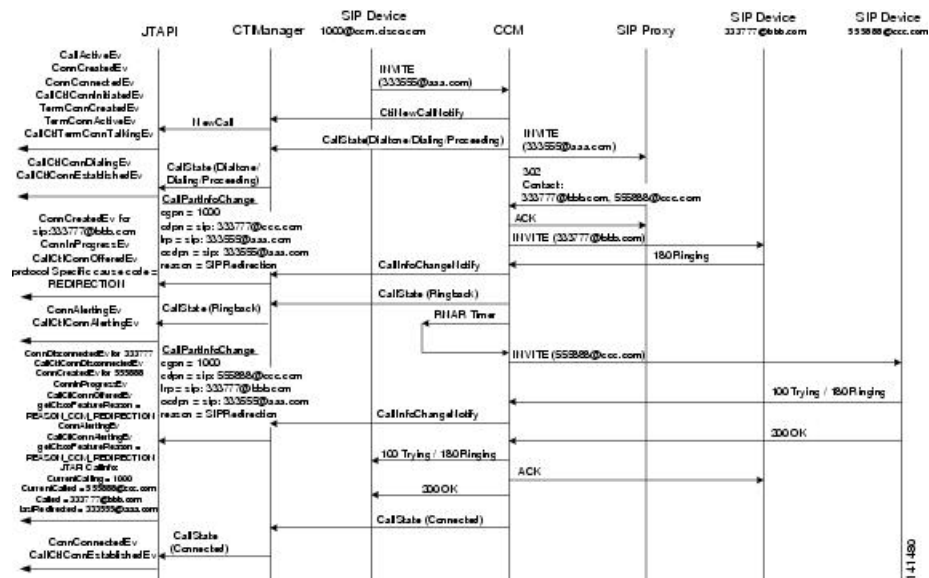 JTAPI
CTIManager
SIP Device
1000@ccm.cisco.com
CCM
SIP Proxy
SIP Device
333777@bbb.com
SIP Device
555888@ccc.com
CallActiveEv
ConnCreatedEv
ConnConnectedEv
CallCtlConnInitiatedEv
TermConnCreatedEv
TermConnActiveEv
CallCtlTermConnTalkingEv
INVITE
(333555@aaa.com)
CtiNewCallNotify
NewCall
CallState(Dialtone/Dialing/Proceeding)
INVITE
(333555@aaa.com)
CallCtlConnDialingEv
CallCtlConnEstablishedEv
CallState(Dialtone/
Dialing/Proceeding)
302
Contact:
333777@bbb.com, 555888@ccc.com
ACK
INVITE (333777@bbb.com)
180 Ringing
CallPartInfoChange
cgpn = 1000
cdpn = sip: 333777@ccc.com
lrp = sip: 333555@aaa.com
ocdpn = sip: 333555@aaa.com
reason = SIPRedirection
ConnCreatedEv for
sip:333777@bbb.com
ConnInProgressEv
CallCtlConnOfferedEv
protocol Specific cause code =
REDIRECTION
CallInfoChangeNotify
CallState (Ringback)
CallState (Ringback)
ConnAlertingEv
CallCtlConnAlertingEv
RNAR Timer
INVITE (555888@ccc.com)
CallPartInfoChange
cgpn = 1000
cdpn = sip: 555888@ccc.com
lrp = sip: 333777@bbb.com
ocdpn = sip: 333555@aaa.com
reason = SIPRedirection
ConnDisconnectedEv for 333777
CallCtlConnDisconnectedEv
ConnCreatedEv for 555888
ConnInProgressEv
CallCtlConnOfferedEv
getCiscoFeatureReason =
REASON_CCM_REDIRECTION
ConnAlertingEv
CallCtlConnAlertingEv
getCiscoFeatureReason =
REASON_CCM_REDIRECTION
JTAPI CallInfo:
CurrentCalling = 1000
CurrentCalled = 555888@ccc.com
Called = 333777@bbb.com
lastRedirected = 333555@aaa.com
100 Trying / 180 Ringing
CallInfoChangeNotify
200 OK
100 Trying / 180 Ringing
ACK
200 OK
CallState (Connected)
CallState
(Connected)
ConnConnectedEv
CallCtlConnEstablishedEv
141480